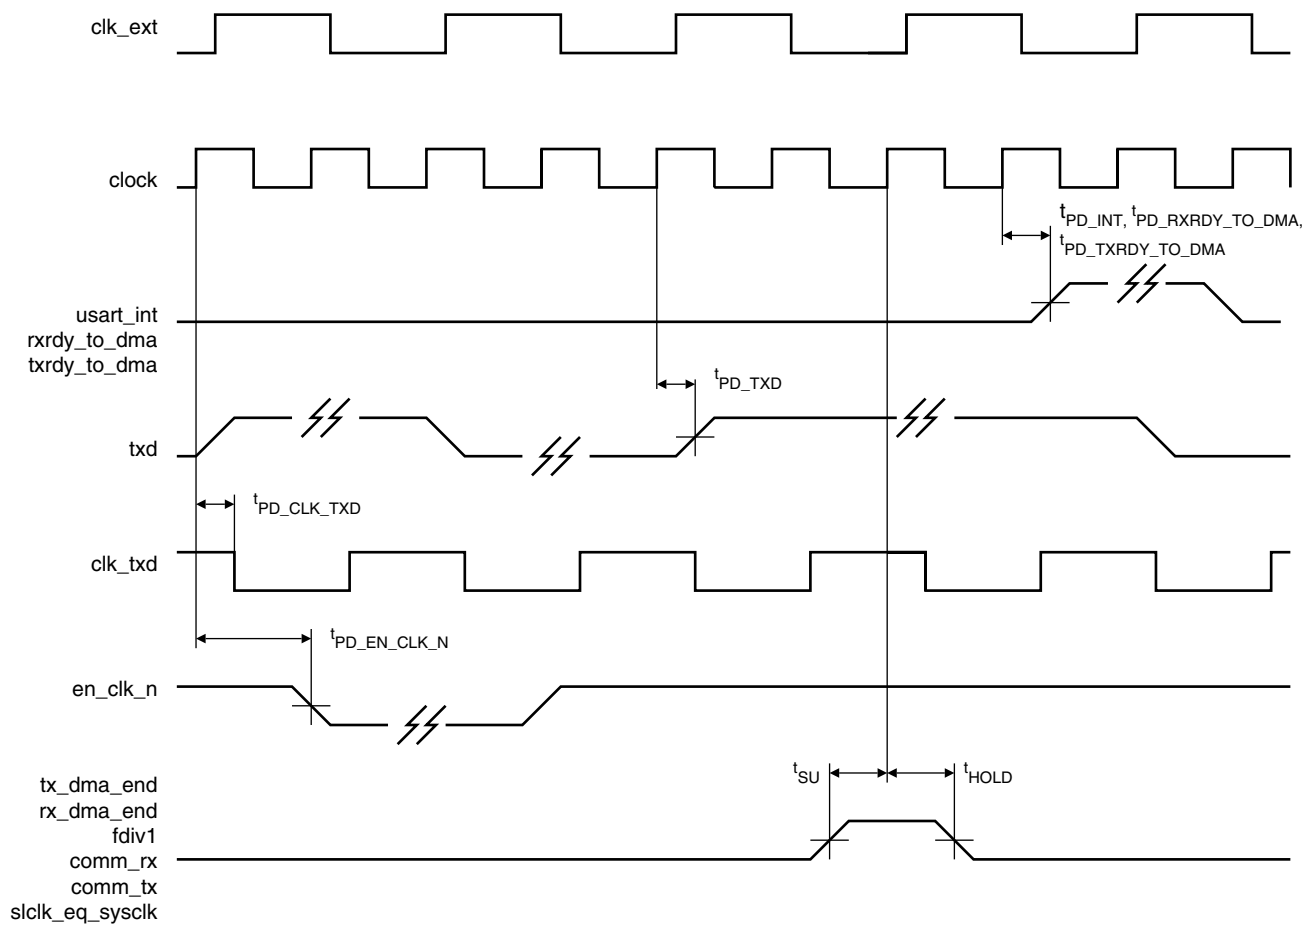 clk_ext
clock
tPD_INT, tPD_RXRDY_TO_DMA,
tPD_TXRDY_TO_DMA
usart_int
rxrdy_to_dma
txrdy_to_dma
tPD_TXD
txd
tPD_CLK_TXD
clk_txd
tPD_EN_CLK_N
en_clk_n
tSU
tHOLD
tx_dma_end
rx_dma_end
fdiv1
comm_rx
comm_tx
slclk_eq_sysclk